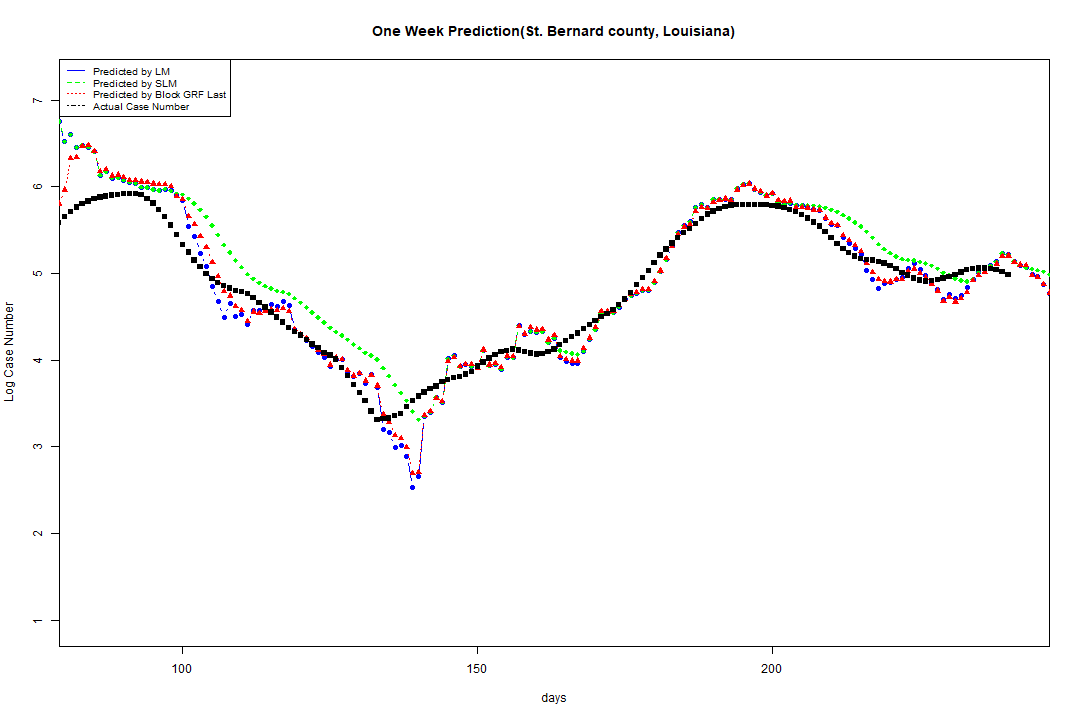 One Week Prediction(St. Bernard county, Louisiana)
Predicted by LM
Predicted by SLM
Predicted by Block GRF Last
Actual Case Number
7
6
5
4
3
2
1
Log Case Number
100 150 200
days